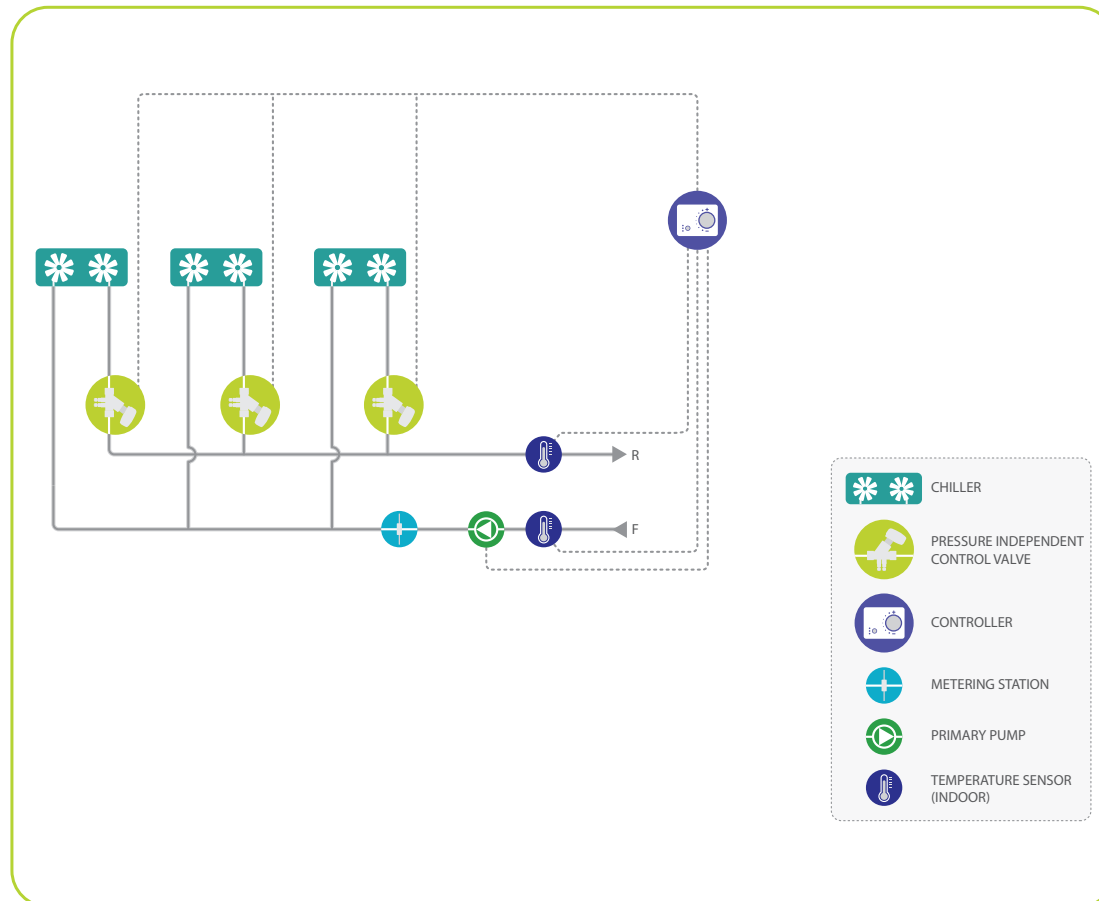 R
F
CHILLER
PRESSURE INDEPENDENT
CONTROL VALVE
CONTROLLER
METERING STATION
PRIMARY PUMP
TEMPERATURE SENSOR
(INDOOR)